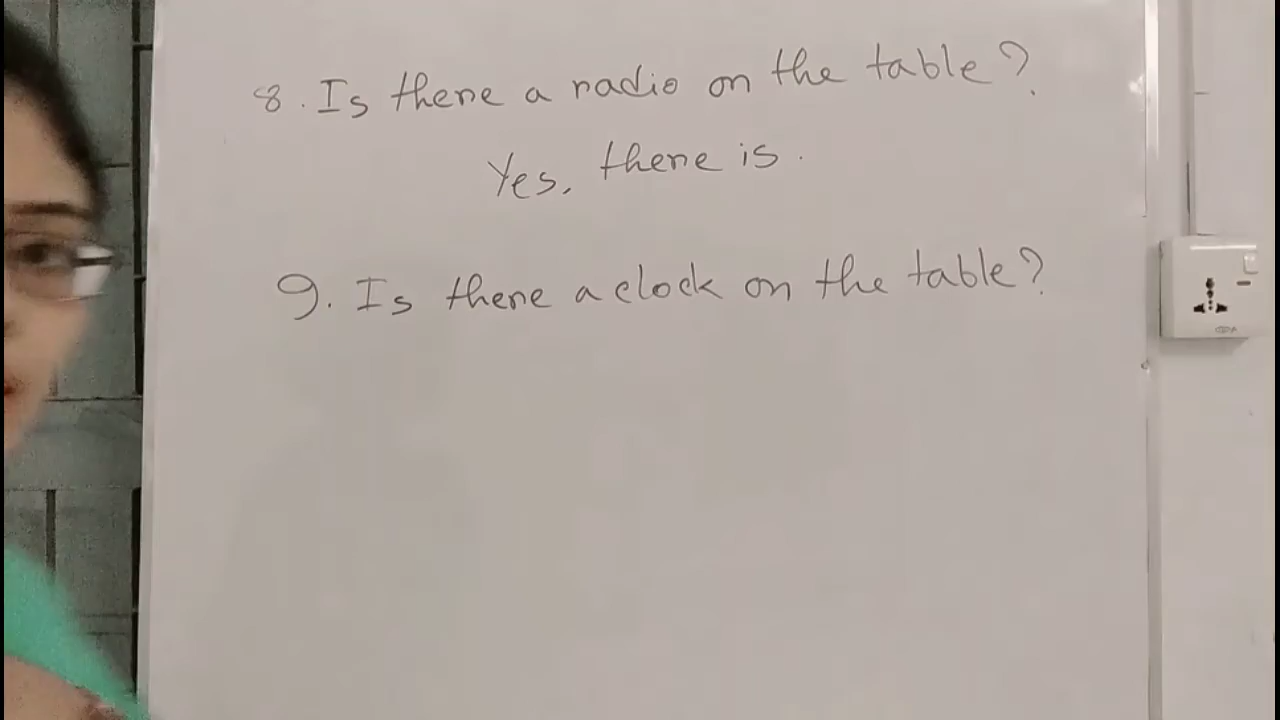 8. Is there a radio on the table?
Yes, there is.
9. Is there a clock on the table?